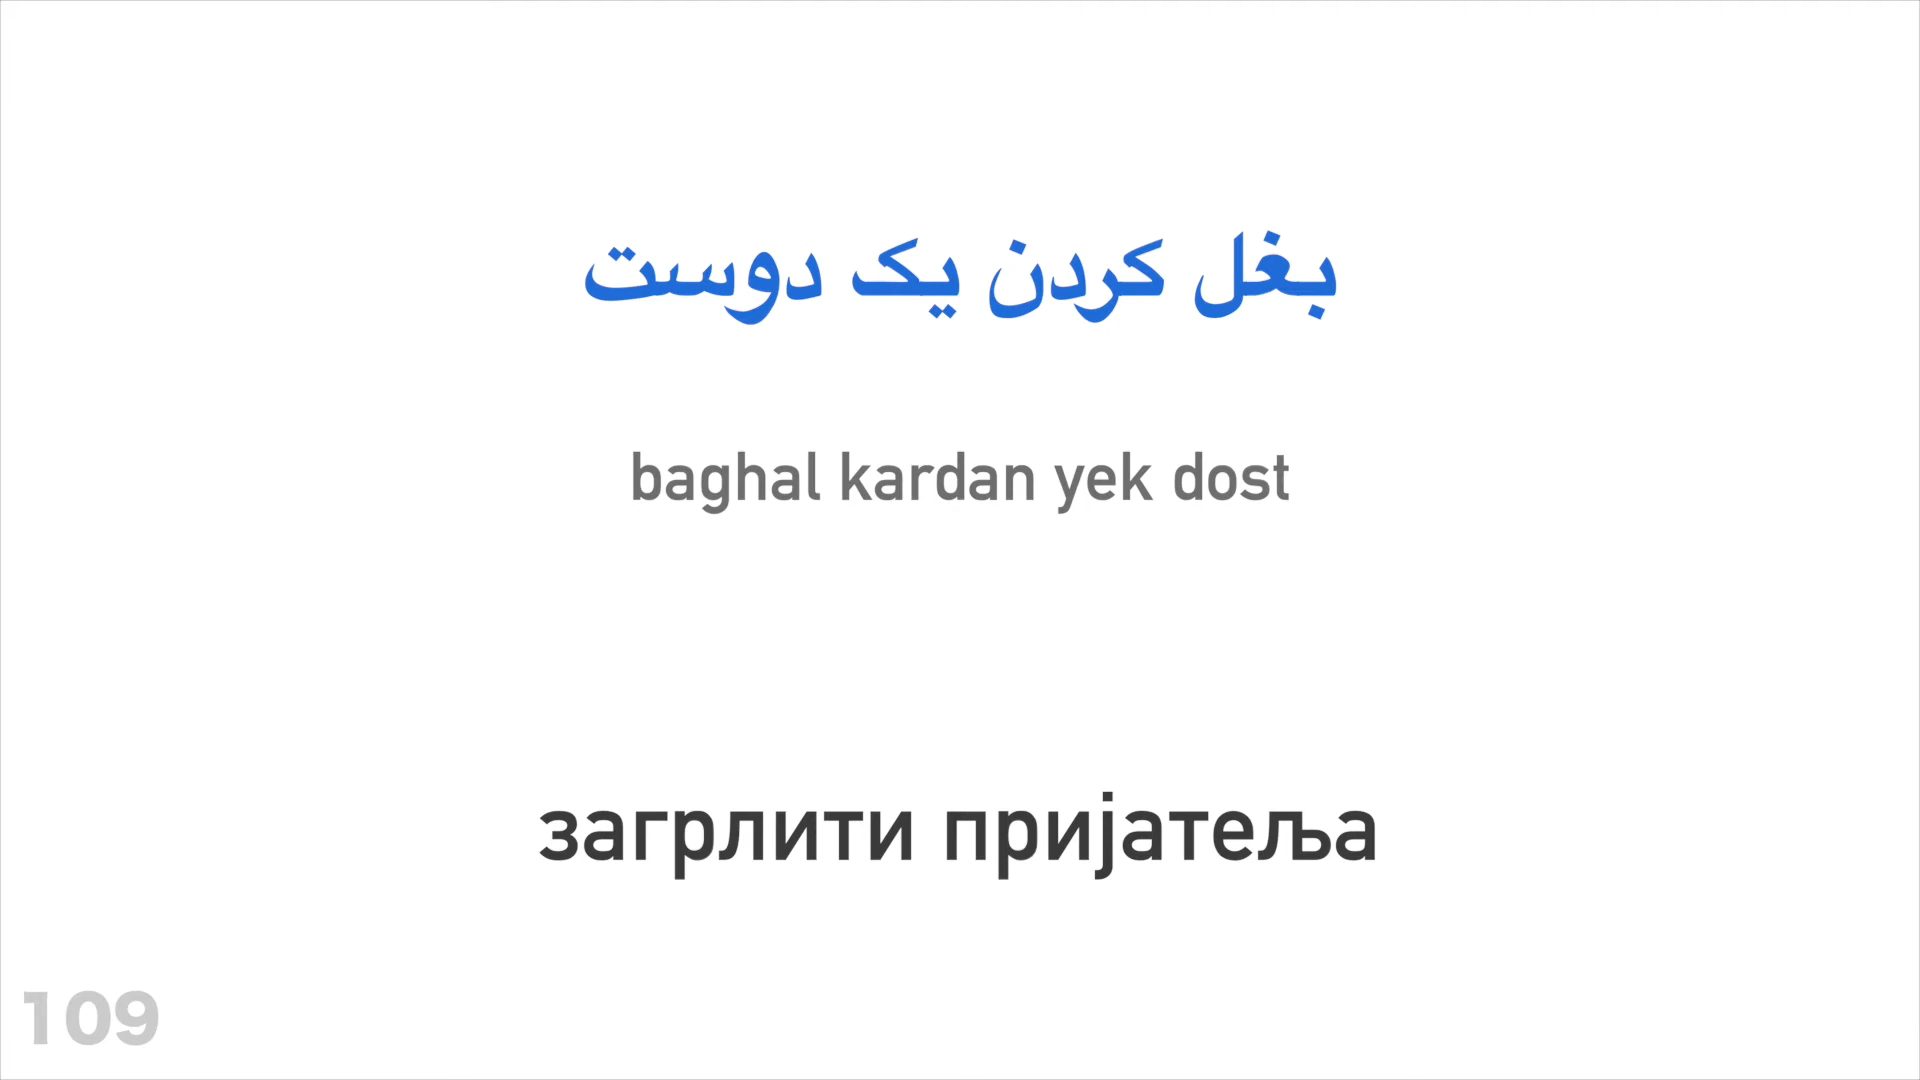 بغل کردن یک دوست
baghal kardan yek dost
загрлити пријатеља
109